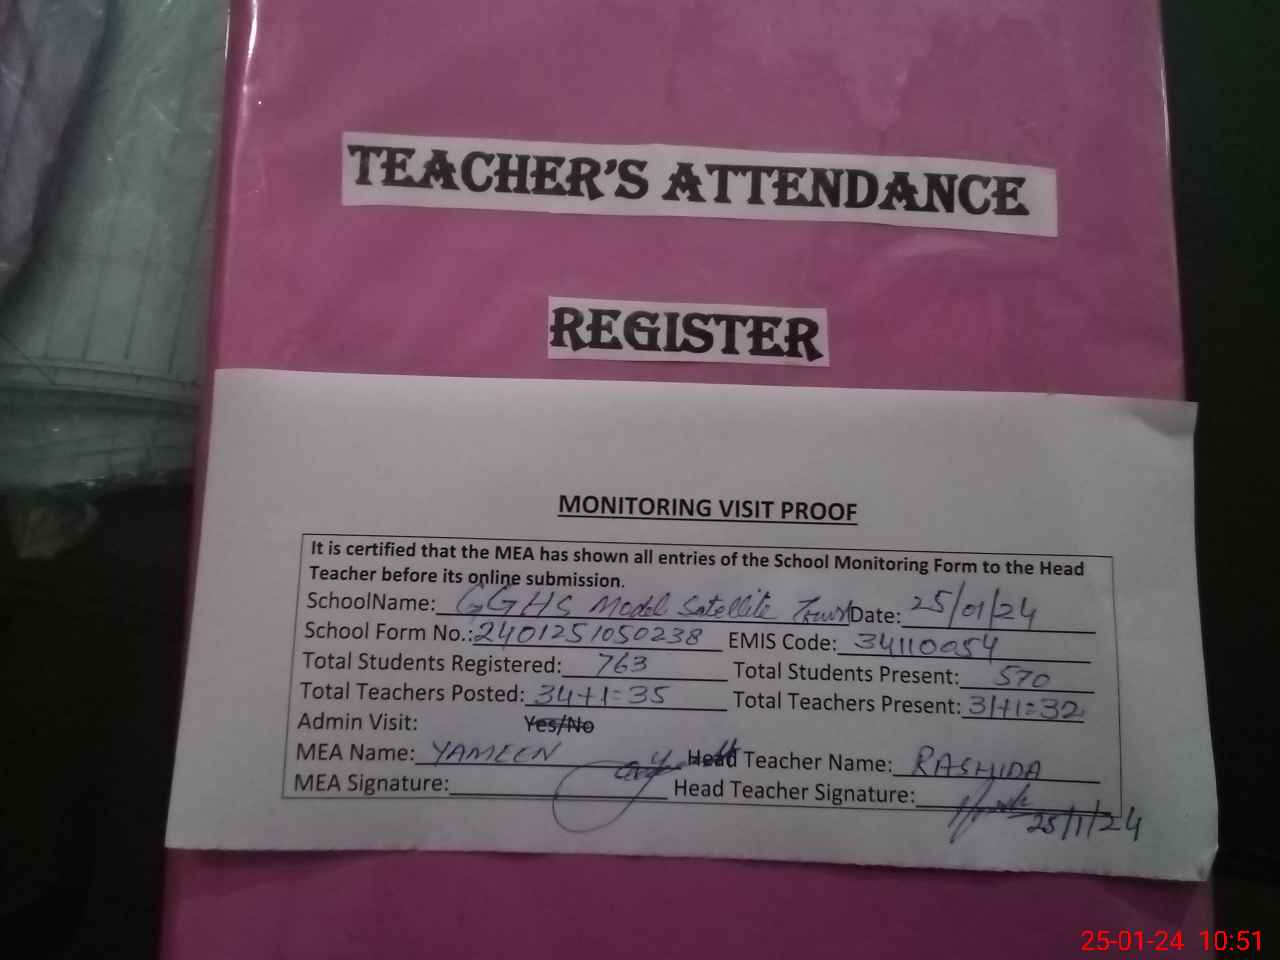 TEACHER'S ATTENDANCE
REGISTER
MONITORING VISIT PROOF
It is certified that the MEA has shown all entries of the School Monitoring Form to the Head
Teacher before its online submission.
SchoolName: GGHS Model Satellite Town Date: 25/01/24
School Form No.: 2401251050238 EMIS Code: 34110054
Total Students Registered: 763 Total Students Present: 570
Total Teachers Posted: 34+1=35 Total Teachers Present: 31+1=32
Admin Visit: Yes/No
MEA Name: YAMEEN Head Teacher Name: RASHIDA
MEA Signature: Head Teacher Signature:
25/1/24
25-01-24 10:51